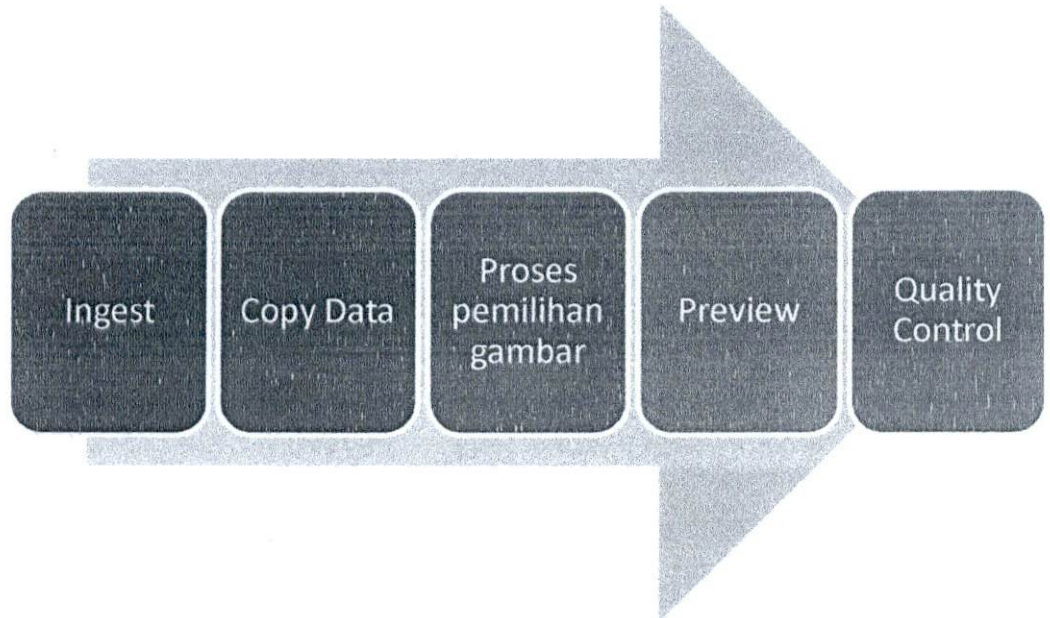 Ingest
Copy Data
Proses
pemilihan
gambar
Preview
Quality
Control